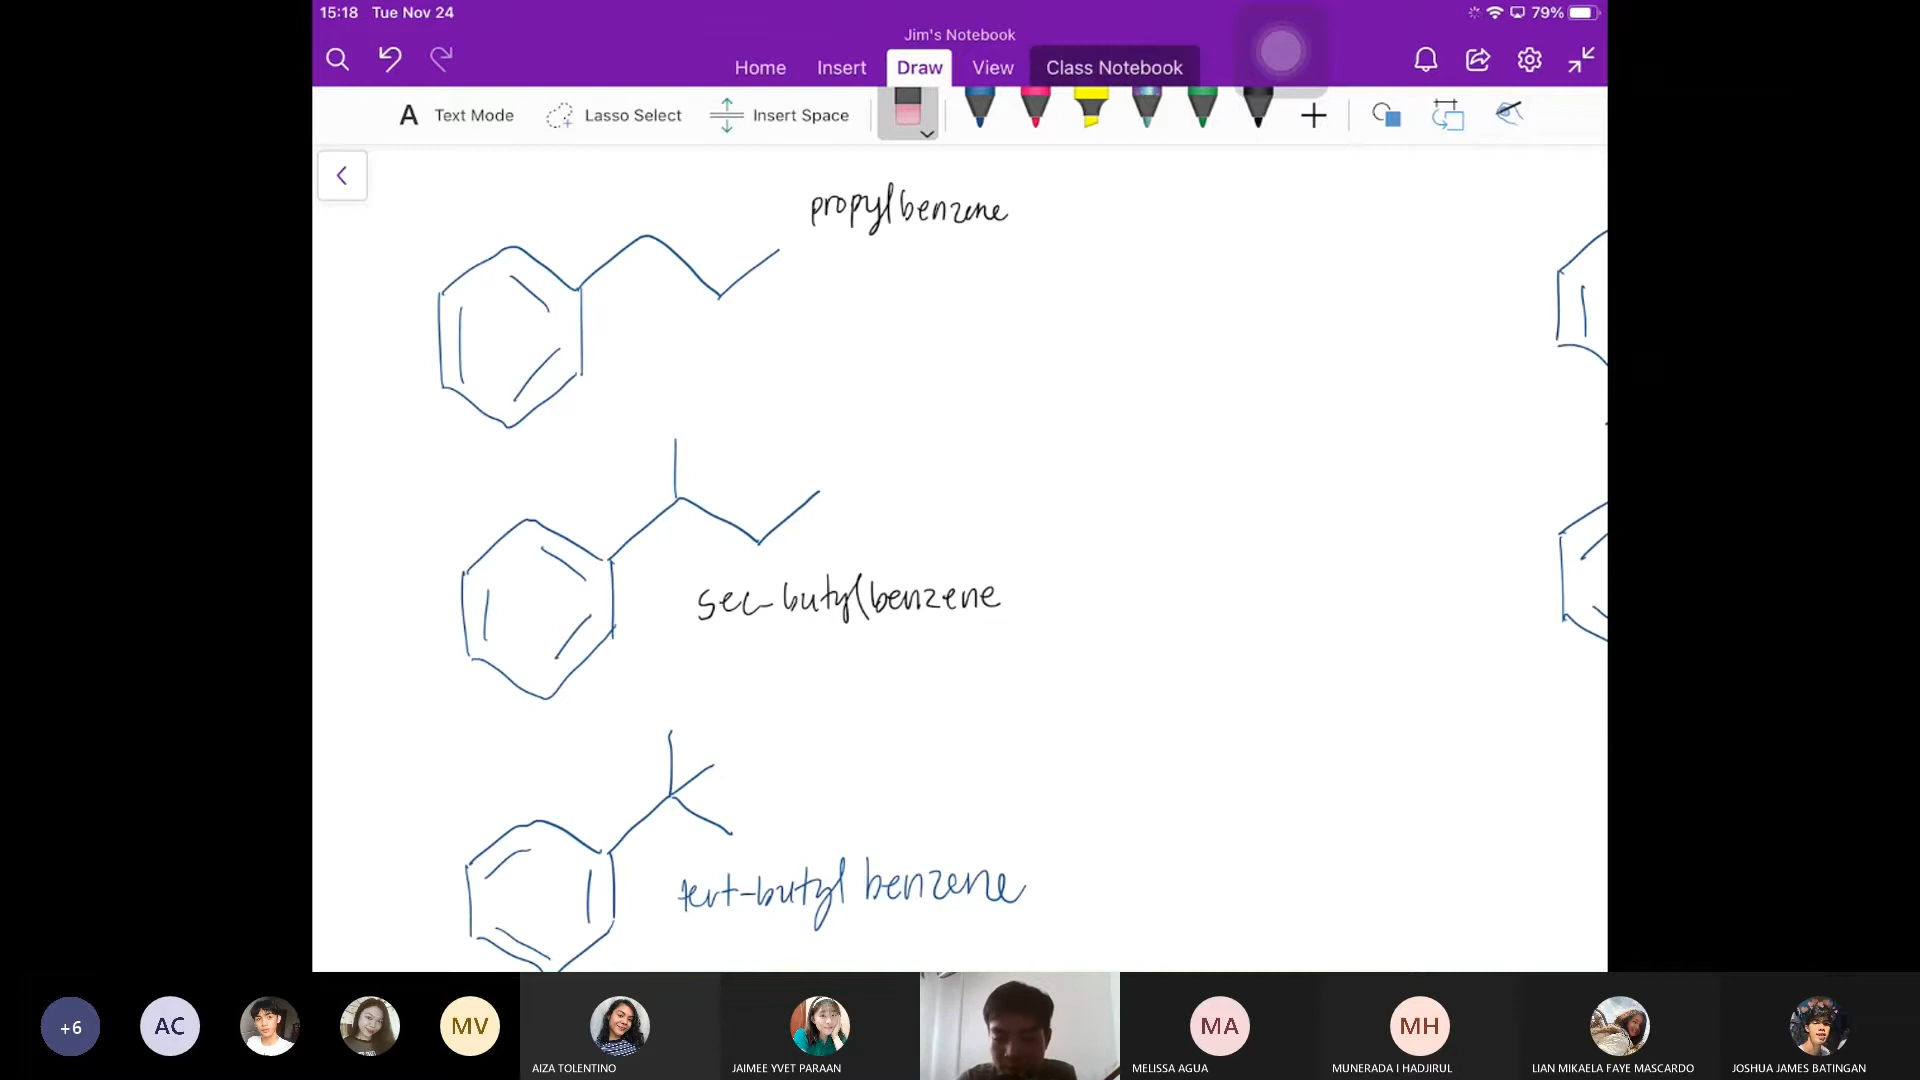 15:18 Tue Nov 24
79%
Jim's Notebook
Home Insert Draw View Class Notebook
A Text Mode Lasso Select Insert Space
propylbenzene
sec-butylbenzene
tert-butyl benzene
+6 AC MV MA MH
AIZA TOLENTINO JAIMEE YVET PARAAN MELISSA AGUA MUNERADA I HADJIRUL LIAN MIKAELA FAYE MASCARDO JOSHUA JAMES BATINGAN